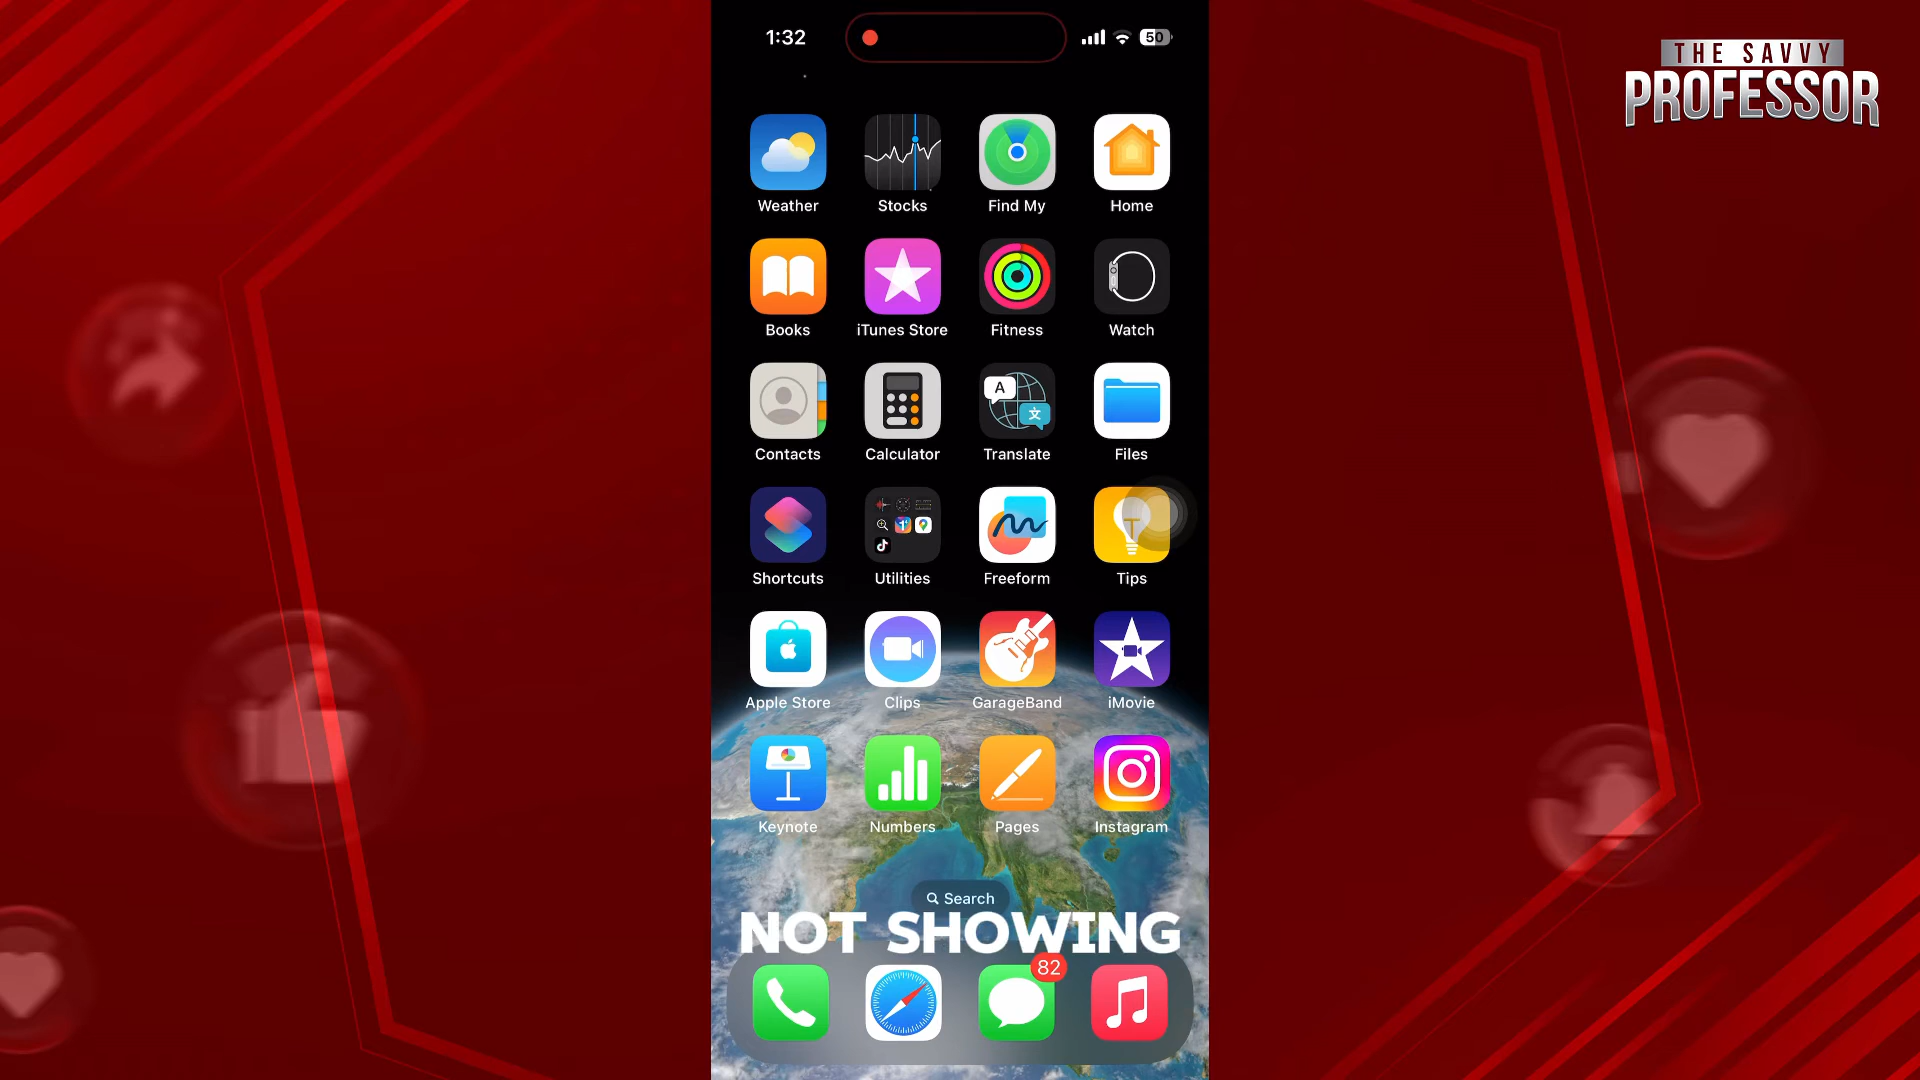 1:32
50
THE SAVVY
PROFESSOR
Weather
Stocks
Find My
Home
Books
iTunes Store
Fitness
Watch
Contacts
Calculator
A
文
Translate
Files
Shortcuts
Utilities
Freeform
Tips
Apple Store
Clips
GarageBand
iMovie
Keynote
Numbers
Pages
Instagram
Search
NOT SHOWING
82